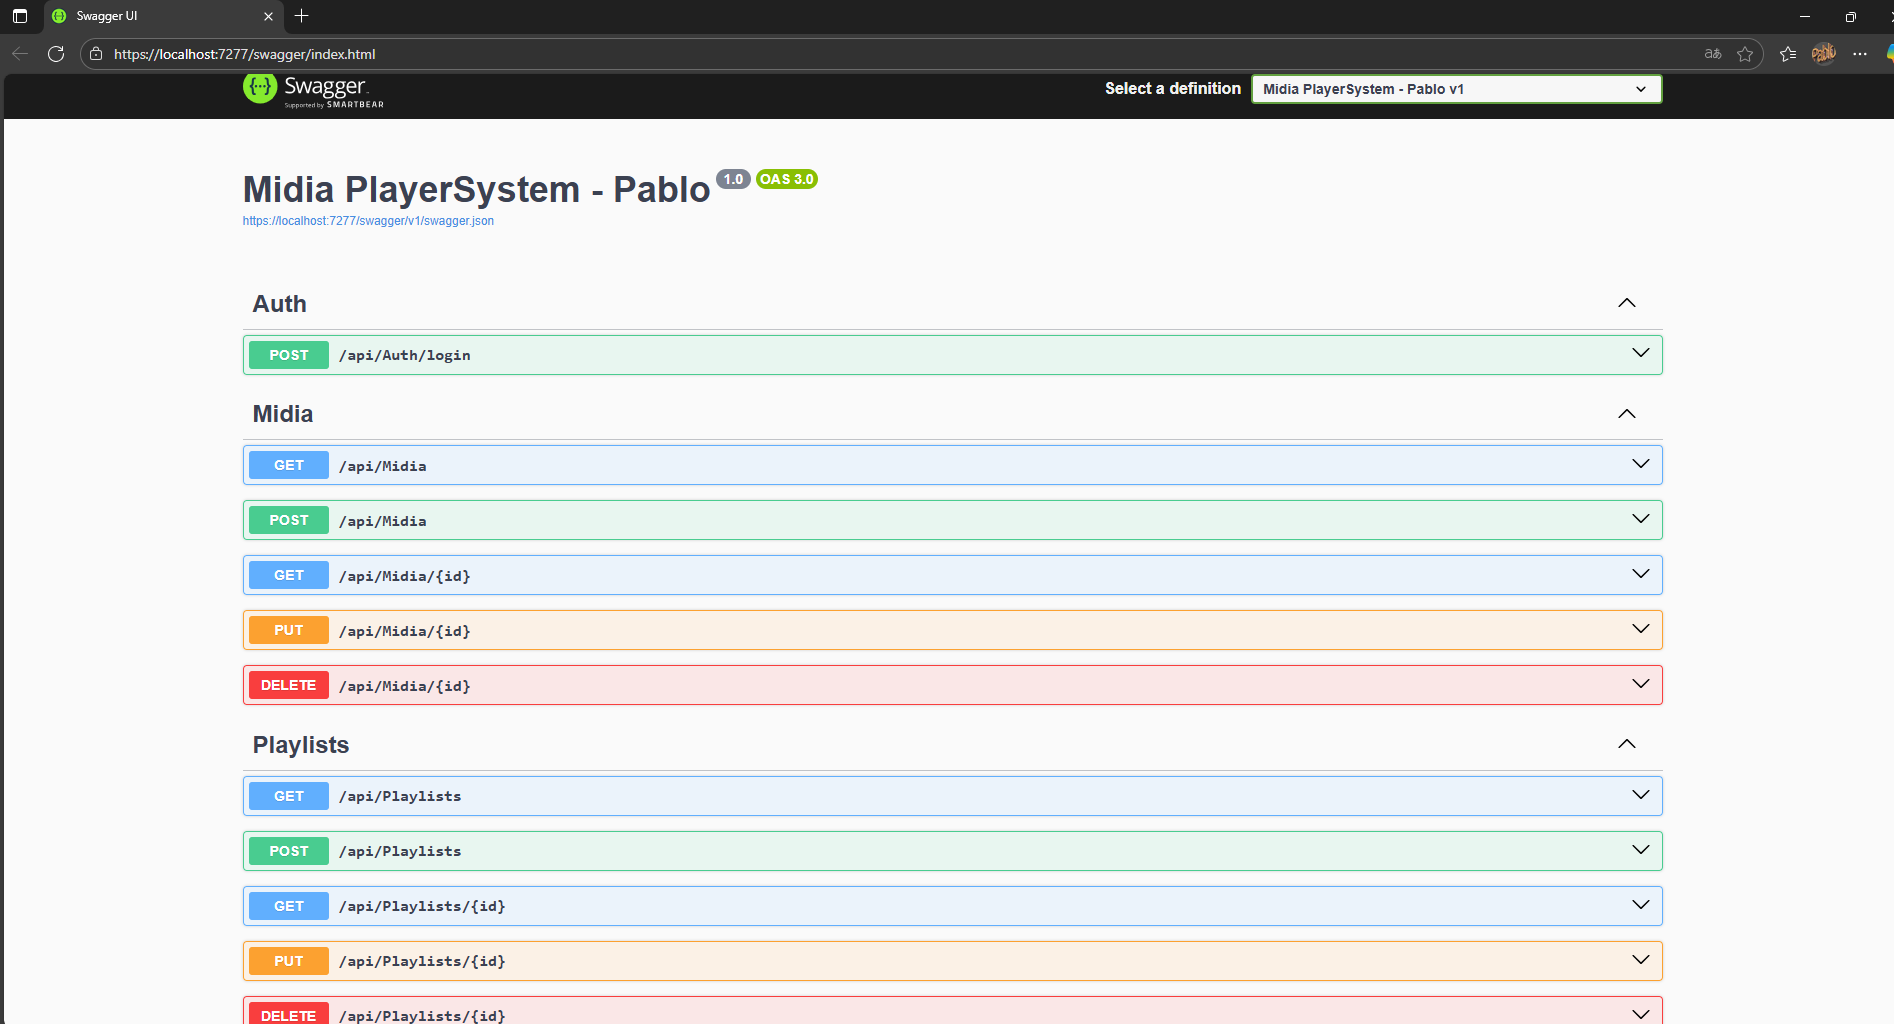 Swagger UI
https://localhost:7277/swagger/index.html
Swagger
Supported by SMARTBEAR
Select a definition
Midia PlayerSystem - Pablo v1
Midia PlayerSystem - Pablo 1.0 OAS 3.0
https://localhost:7277/swagger/v1/swagger.json
Auth
POST /api/Auth/login
Midia
GET /api/Midia
POST /api/Midia
GET /api/Midia/{id}
PUT /api/Midia/{id}
DELETE /api/Midia/{id}
Playlists
GET /api/Playlists
POST /api/Playlists
GET /api/Playlists/{id}
PUT /api/Playlists/{id}
DELETE /api/Playlists/{id}